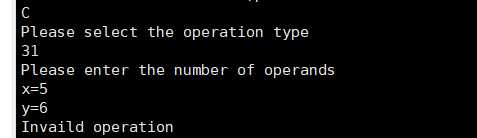 C
Please select the operation type
31
Please enter the number of operands
x=5
y=6
Invaild operation